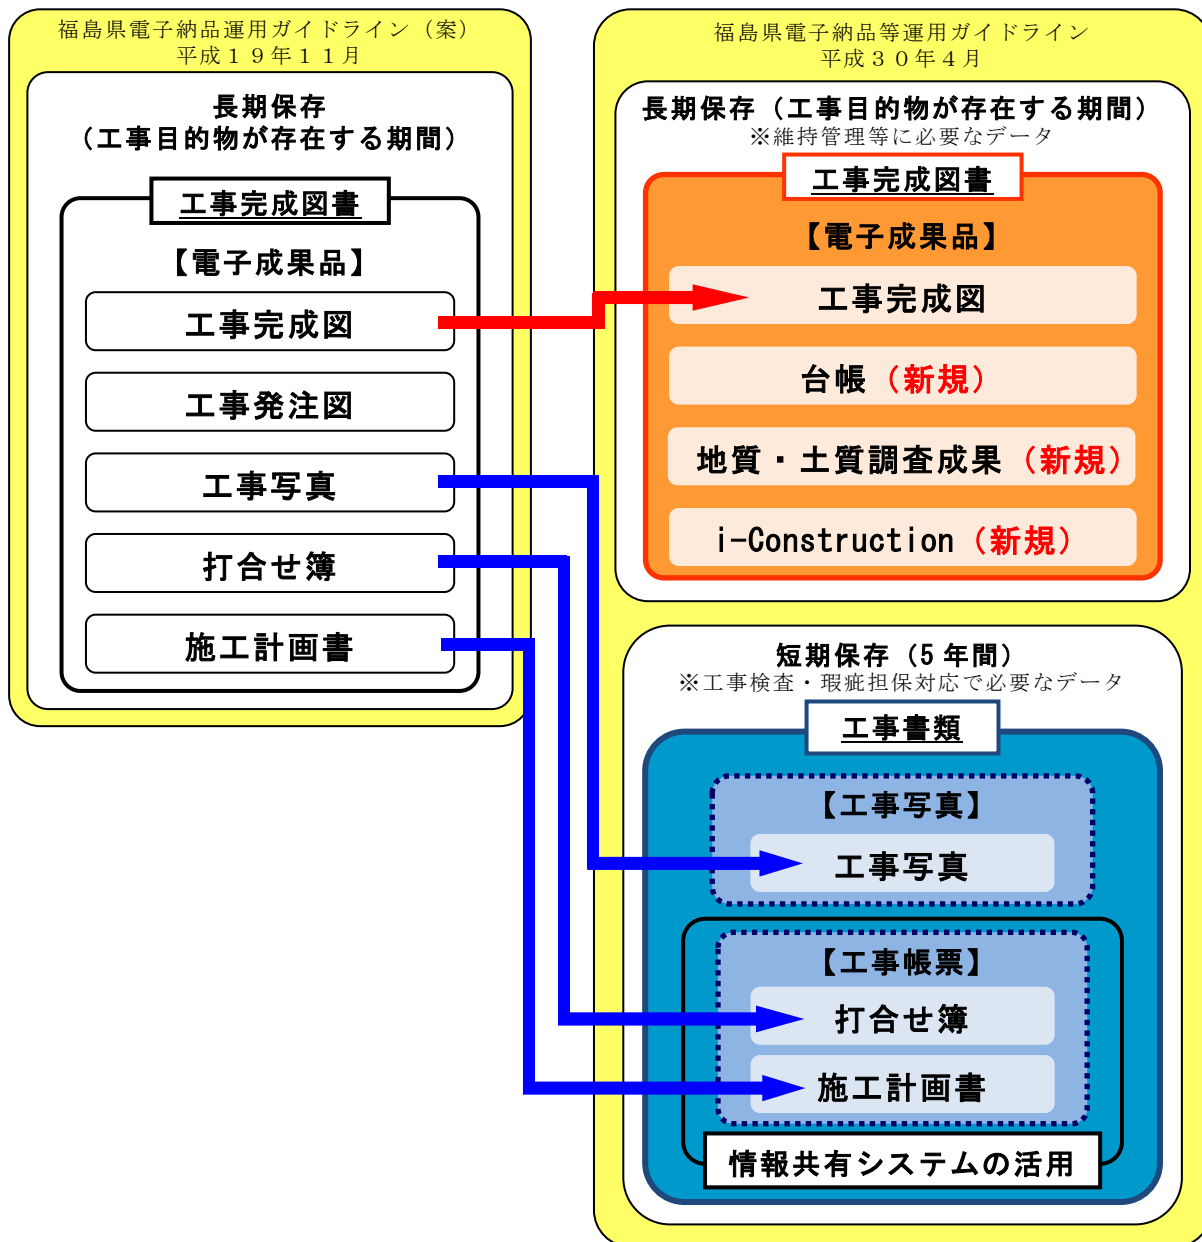 福島県電子納品運用ガイドライン（案）
平成１９年１１月
長期保存
（工事目的物が存在する期間）
工事完成図書
【電子成果品】
工事完成図
工事発注図
工事写真
打合せ簿
施工計画書
福島県電子納品等運用ガイドライン
平成３０年４月
長期保存（工事目的物が存在する期間）
※維持管理等に必要なデータ
工事完成図書
【電子成果品】
工事完成図
台帳（新規）
地質・土質調査成果（新規）
i-Construction（新規）
短期保存（5年間）
※工事検査・瑕疵担保対応で必要なデータ
工事書類
【工事写真】
工事写真
【工事帳票】
打合せ簿
施工計画書
情報共有システムの活用